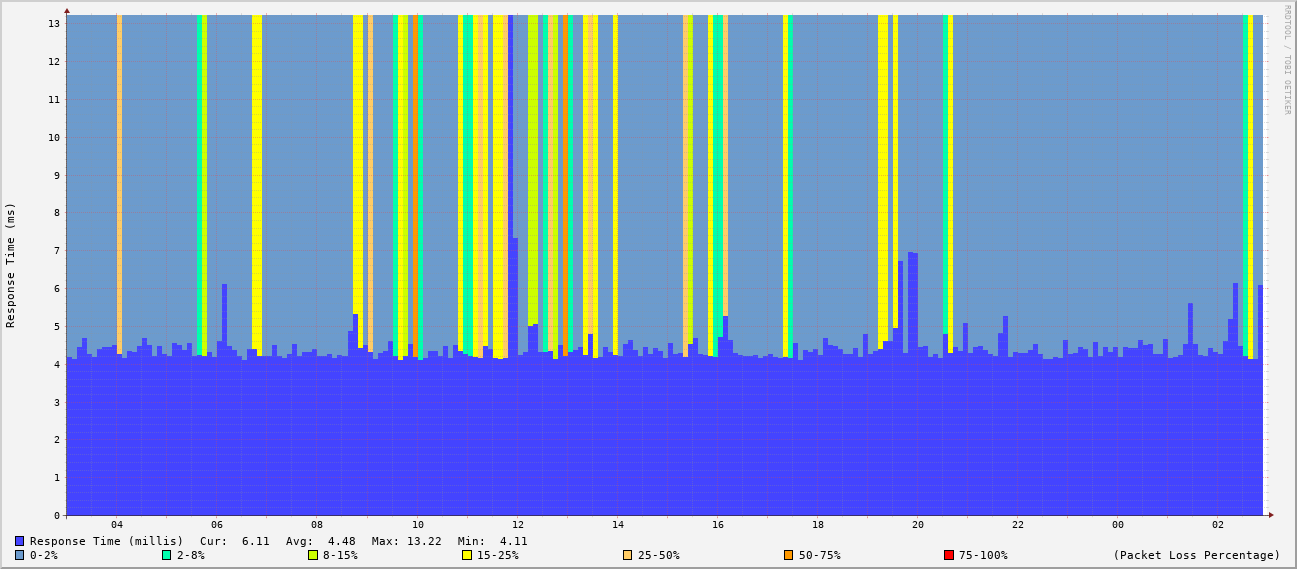 RRDTOOL / TOBI OETIKER
Response Time (ms)
13
12
11
10
9
8
7
6
5
4
3
2
1
0
04 06 08 10 12 14 16 18 20 22 00 02
Response Time (millis) Cur: 6.11 Avg: 4.48 Max: 13.22 Min: 4.11
0-2% 2-8% 8-15% 15-25% 25-50% 50-75% 75-100% (Packet Loss Percentage)